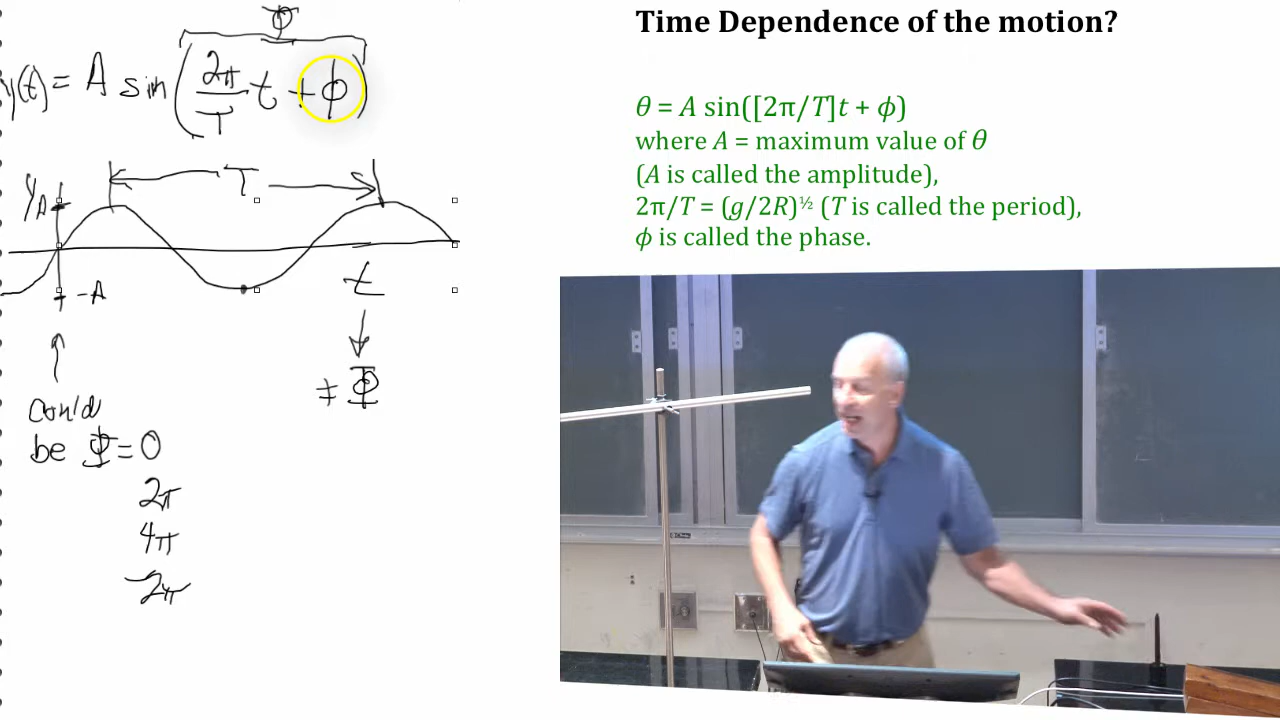 Φ
y(t) = A sin(2π/T t + ϕ)
T
y A
-A
t
≠ Φ
could
be Φ = 0
2π
4π
-2π
Time Dependence of the motion?
θ = A sin([2π/T]t + ϕ)
where A = maximum value of θ
(A is called the amplitude),
2π/T = (g/2R)^½ (T is called the period),
ϕ is called the phase.